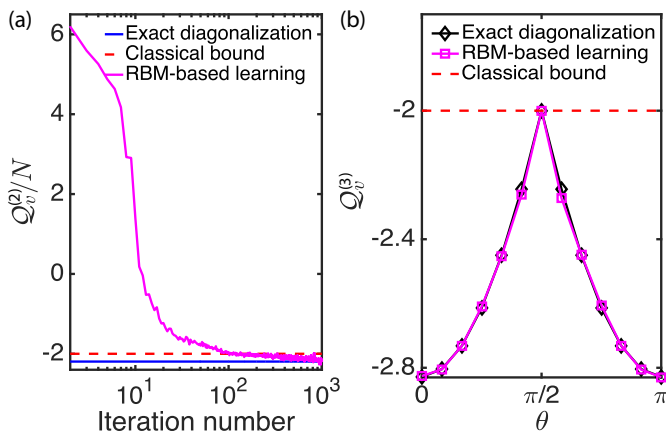 (a)
Exact diagonalization
Classical bound
RBM-based learning
6
4
2
0
-2
𝒬_v^(2)/N
10^1
10^2
10^3
Iteration number
(b)
Exact diagonalization
RBM-based learning
Classical bound
-2
-2.4
-2.8
𝒬_v^(3)
0
π/2
π
θ